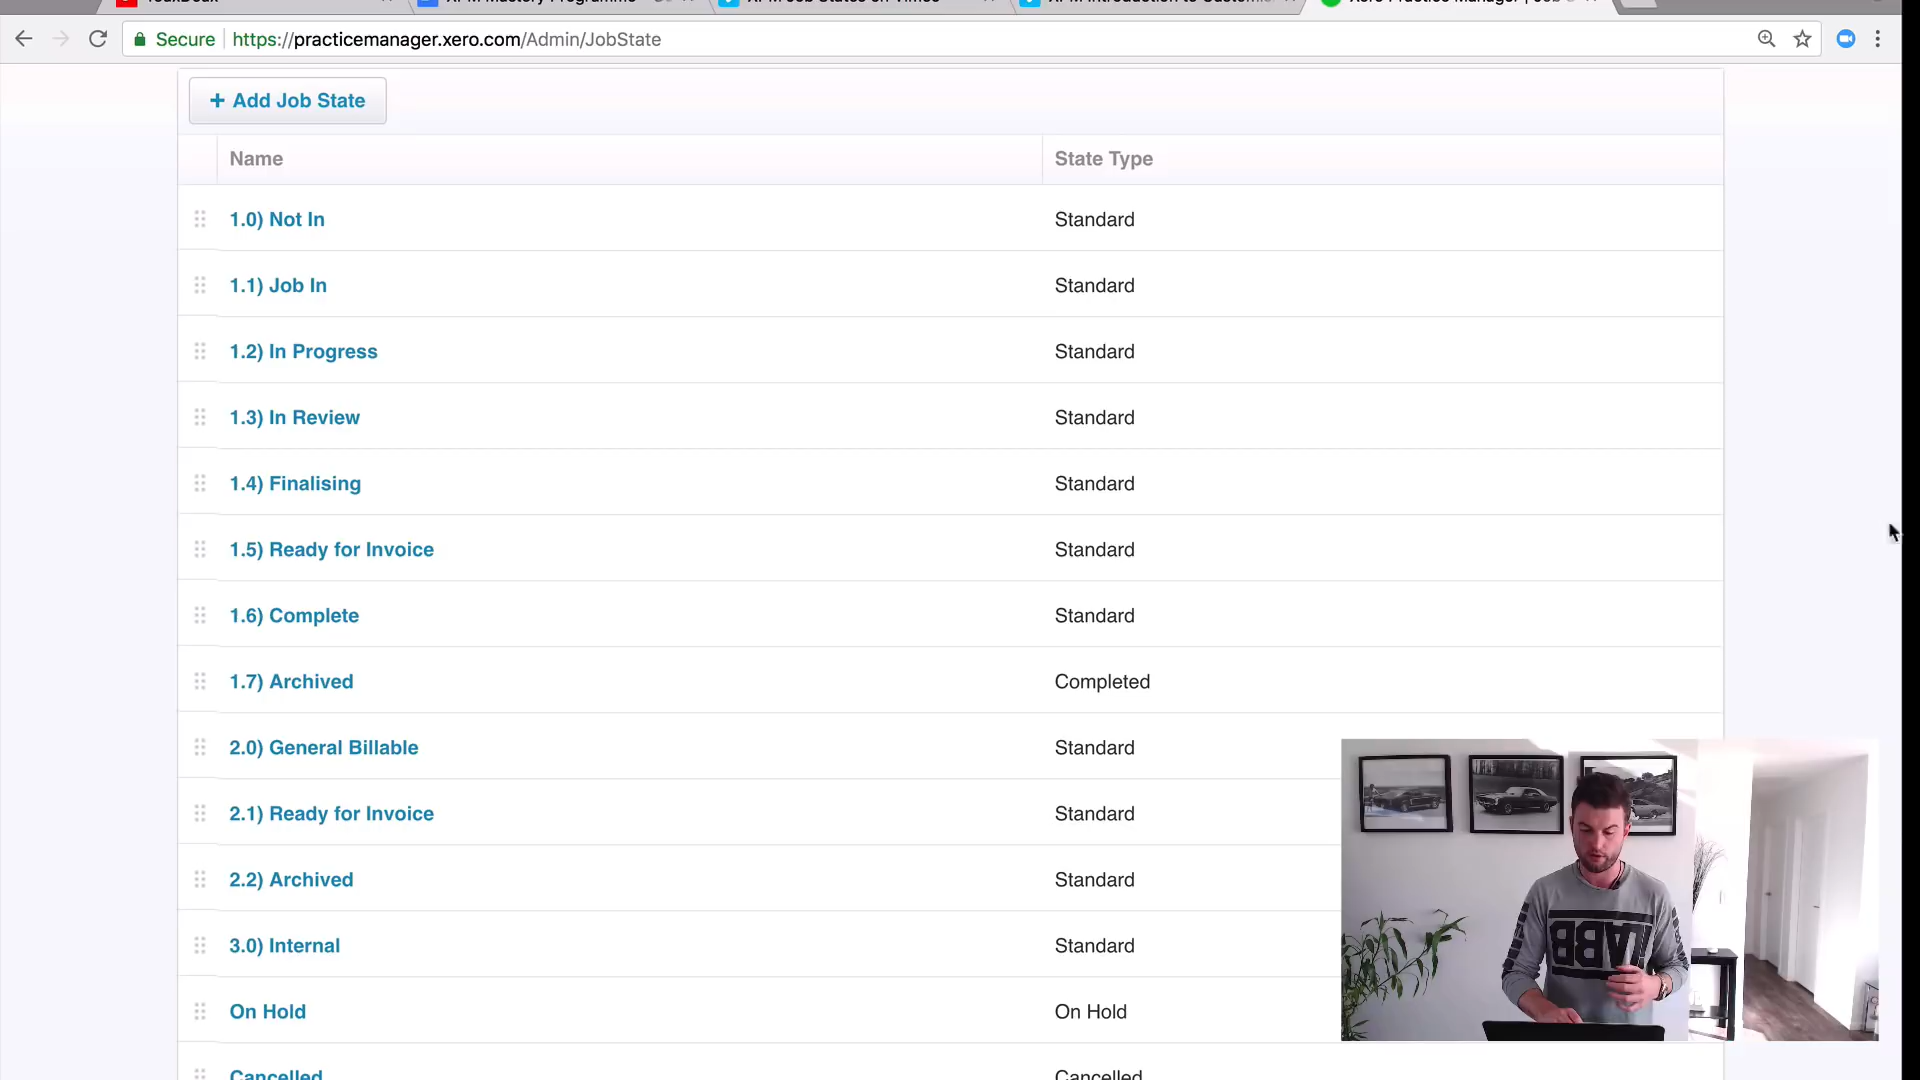 Secure https://practicemanager.xero.com/Admin/JobState
+ Add Job State
Name State Type
1.0) Not In Standard
1.1) Job In Standard
1.2) In Progress Standard
1.3) In Review Standard
1.4) Finalising Standard
1.5) Ready for Invoice Standard
1.6) Complete Standard
1.7) Archived Completed
2.0) General Billable Standard
2.1) Ready for Invoice Standard
2.2) Archived Standard
3.0) Internal Standard
On Hold On Hold
Cancelled Cancelled